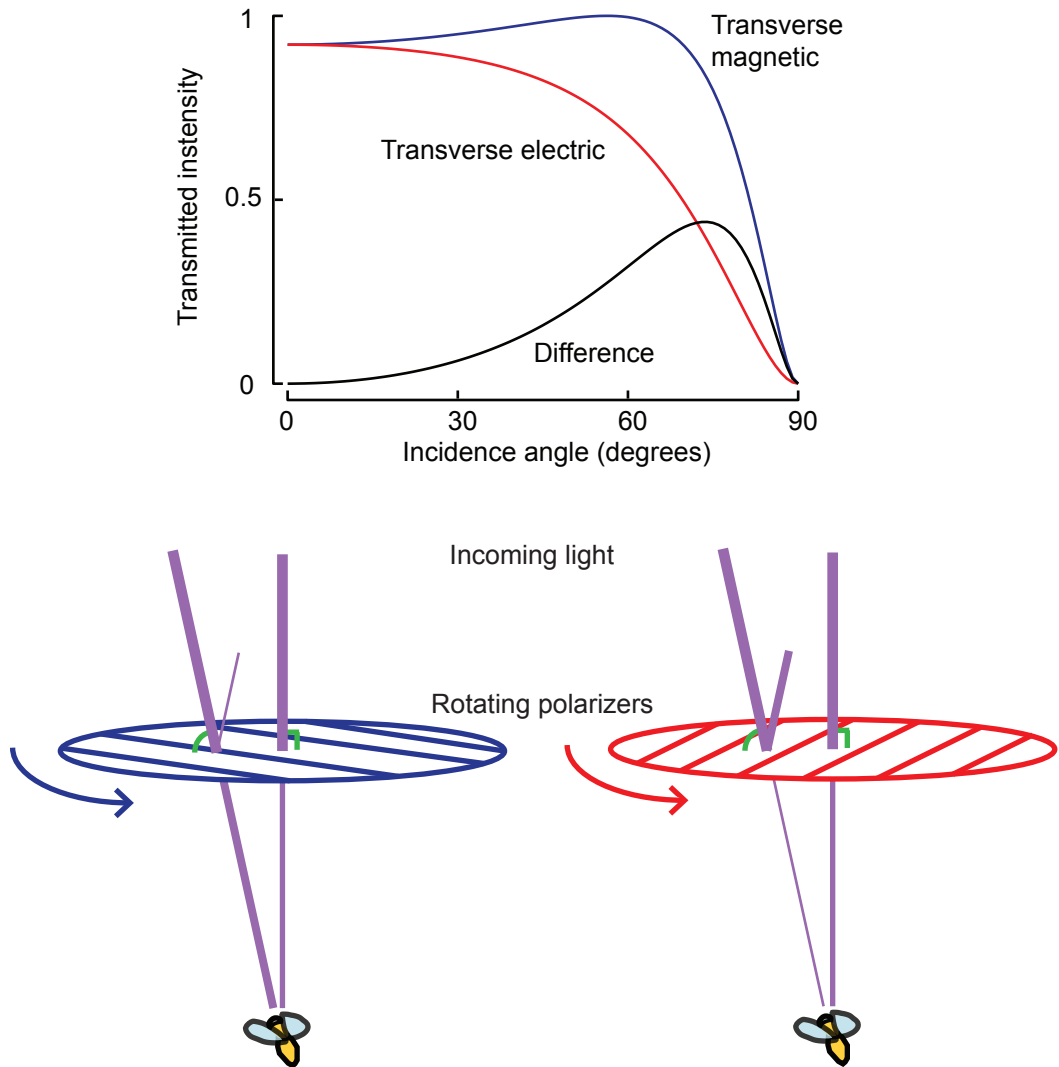 1
Transverse
magnetic
Transverse electric
0.5
Transmitted instensity
Difference
0
0
30
60
90
Incidence angle (degrees)
Incoming light
Rotating polarizers